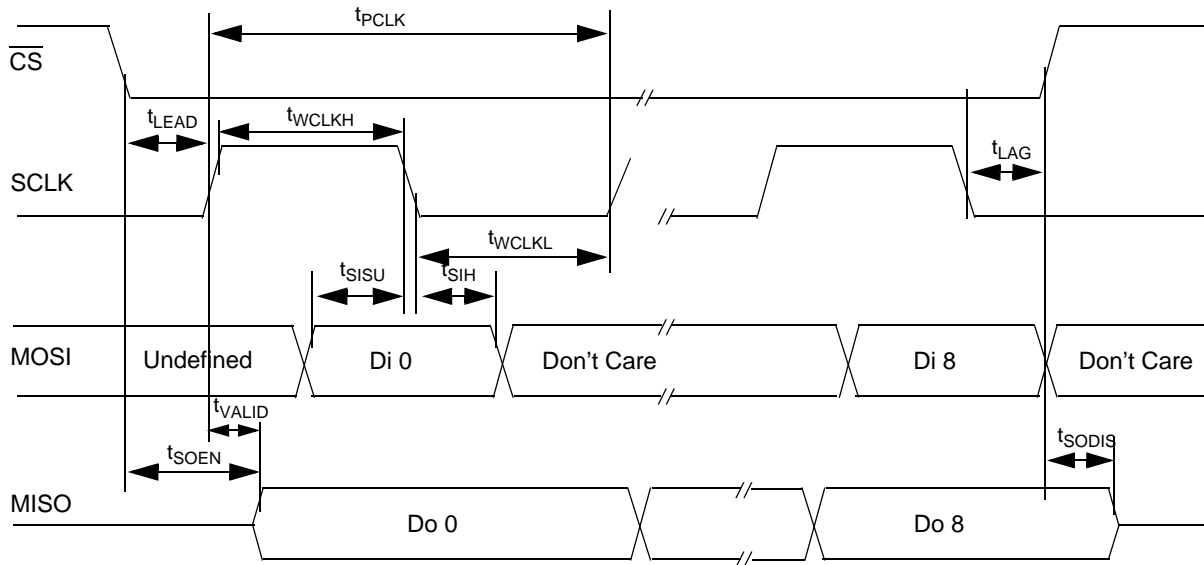 tPCLK
CS
tLEAD
tWCLKH
tLAG
SCLK
tWCLKL
tSISU
tSIH
MOSI
Undefined
Di 0
Don't Care
Di 8
Don't Care
tVALID
tSOEN
tSODIS
MISO
Do 0
Do 8